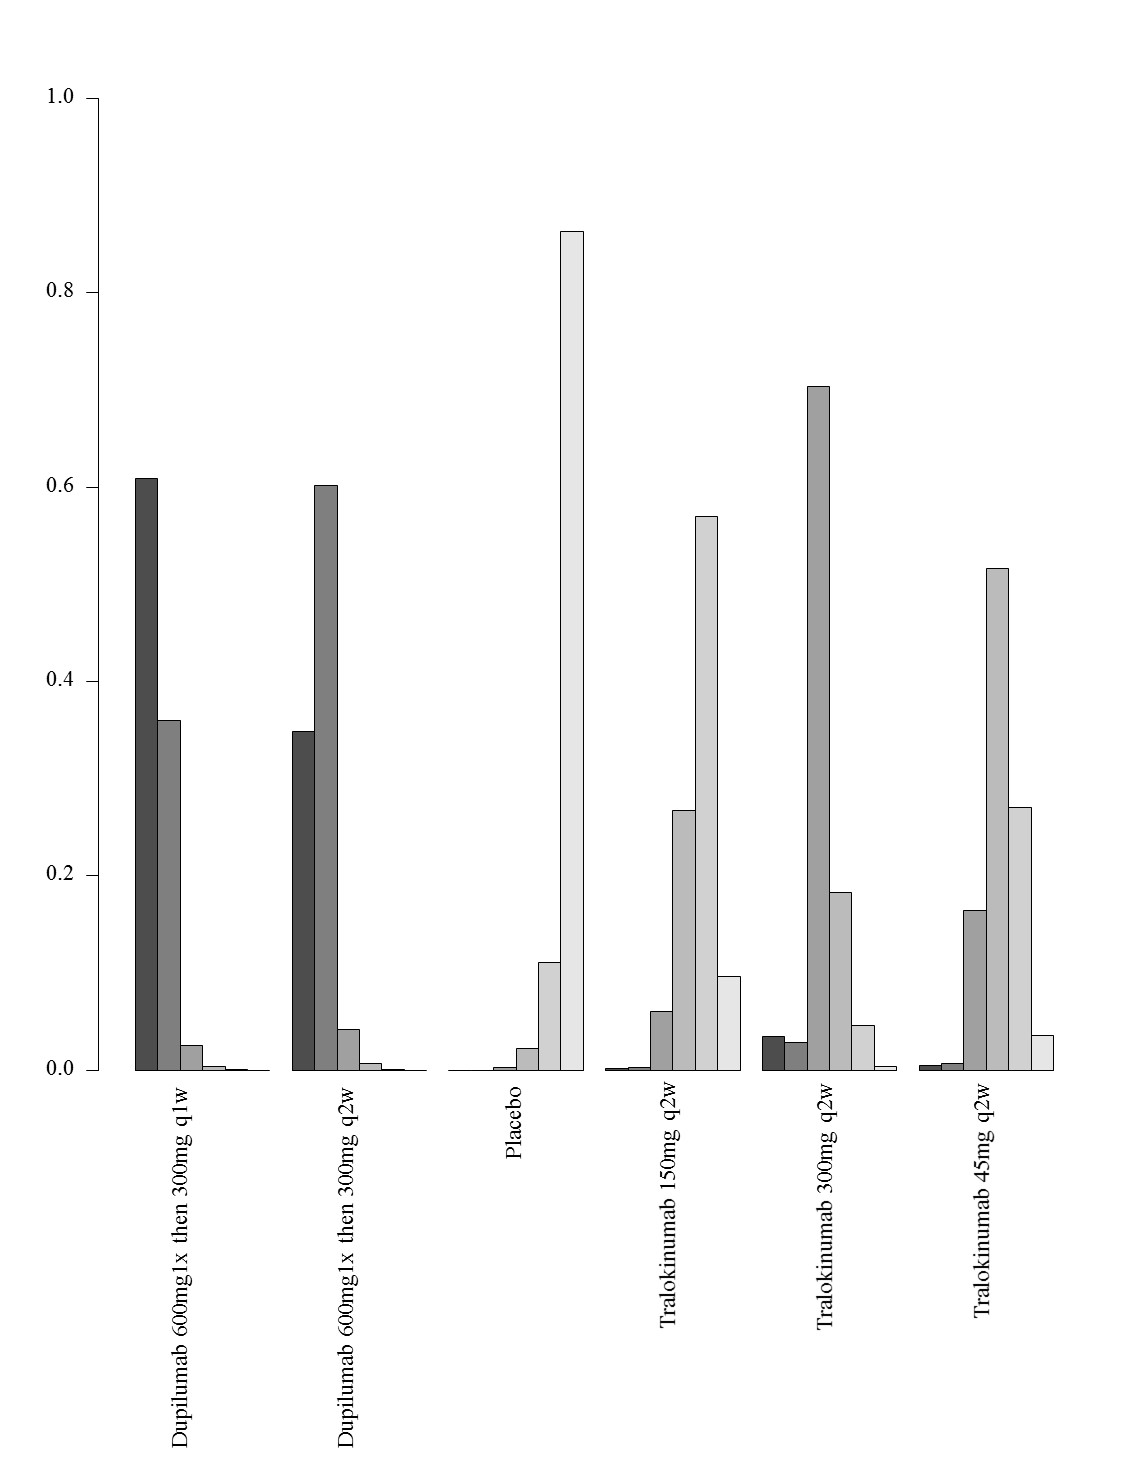 1.0
0.8
0.6
0.4
0.2
0.0
Dupilumab 600mg1x then 300mg q1w
Dupilumab 600mg1x then 300mg q2w
Placebo
Tralokinumab 150mg q2w
Tralokinumab 300mg q2w
Tralokinumab 45mg q2w